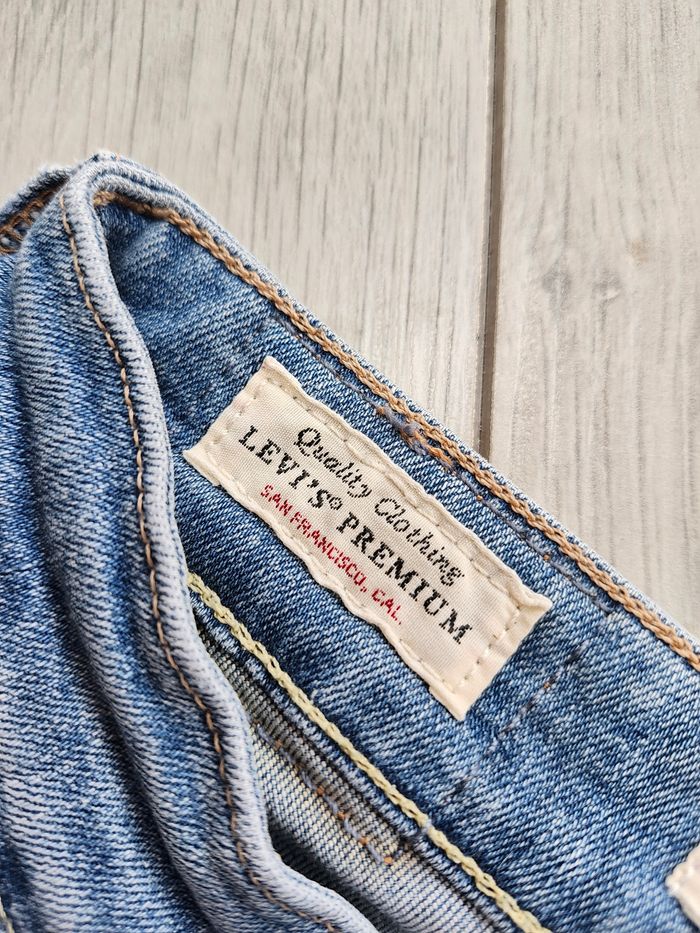 Quality Clothing
LEVI'S® PREMIUM
SAN FRANCISCO, CAL.